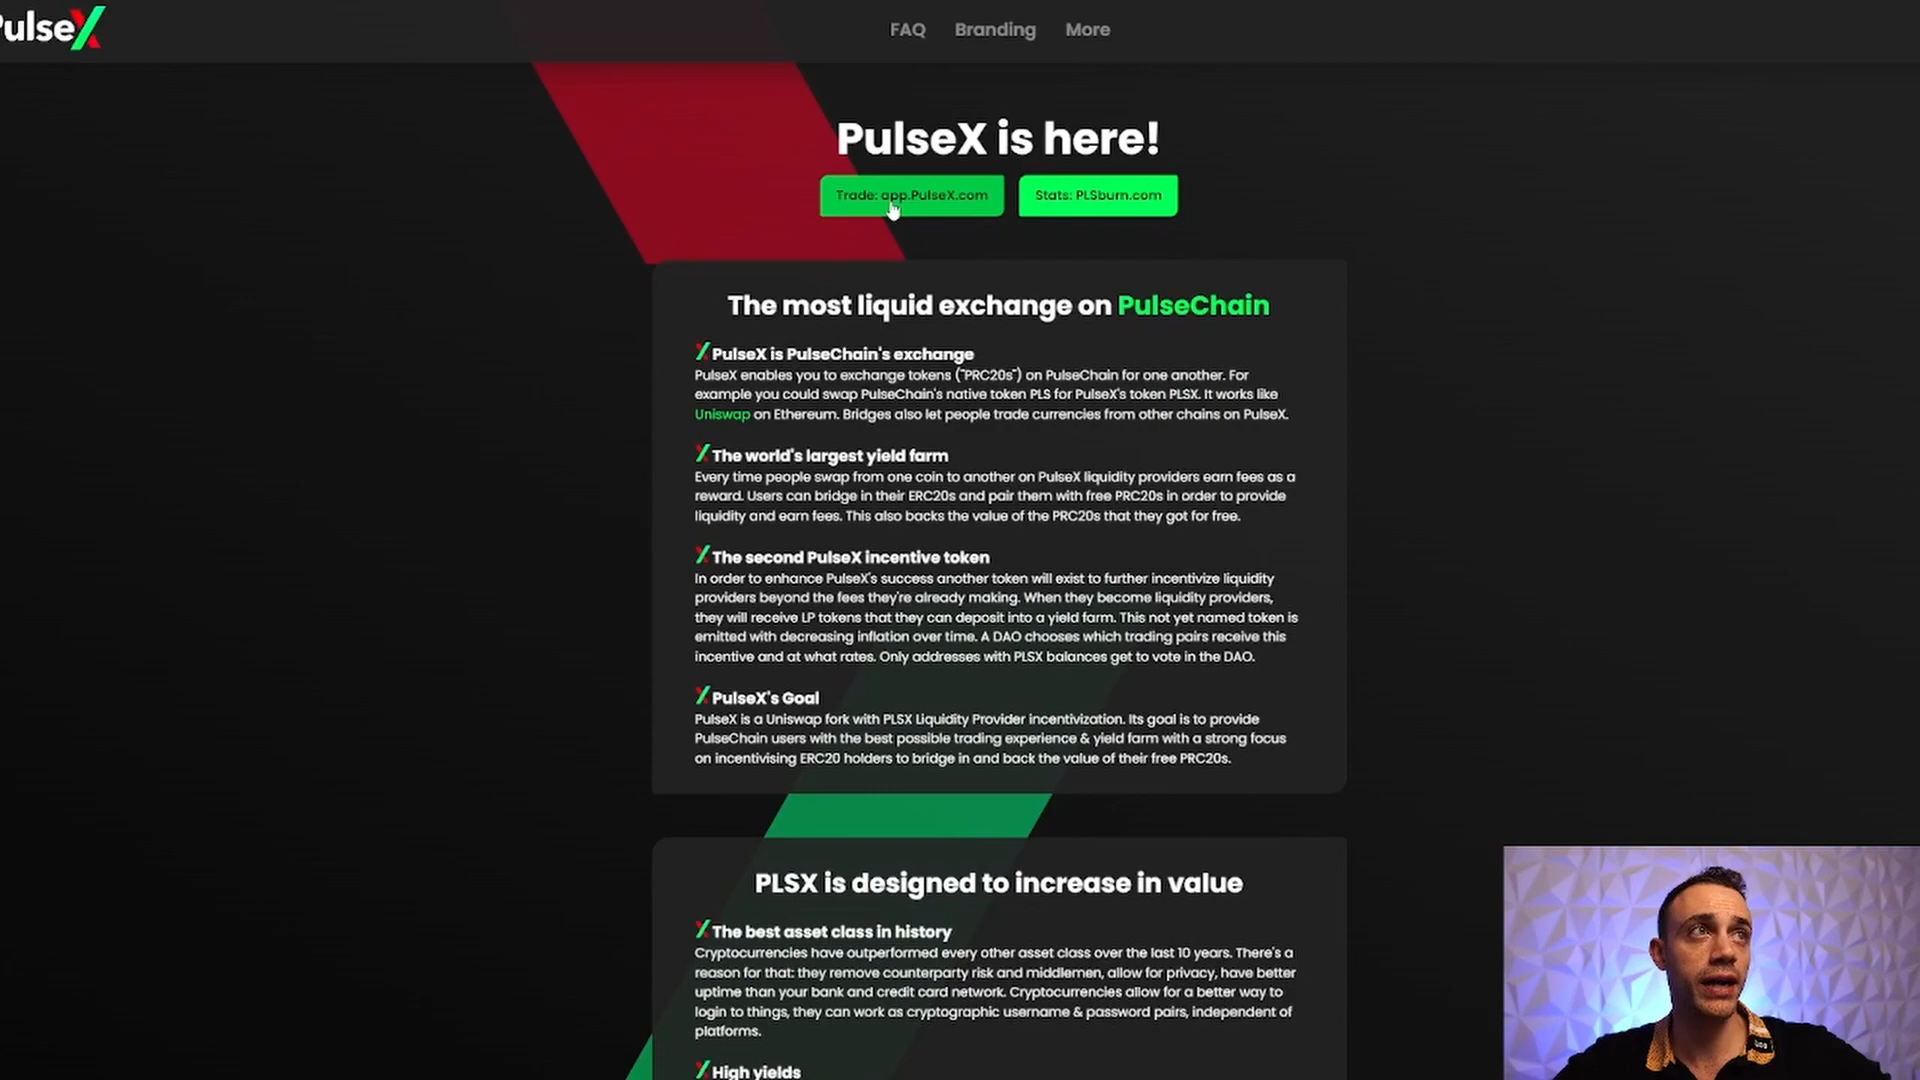 PulseX
FAQ Branding More
PulseX is here!
Trade: app.PulseX.com Stats: PLSburn.com
The most liquid exchange on PulseChain
PulseX is PulseChain's exchange
PulseX enables you to exchange tokens ("PRC20s") on PulseChain for one another. For
example you could swap PulseChain's native token PLS for PulseX's token PLSX. It works like
Uniswap on Ethereum. Bridges also let people trade currencies from other chains on PulseX.
The world's largest yield farm
Every time people swap from one coin to another on PulseX liquidity providers earn fees as a
reward. Users can bridge in their ERC20s and pair them with free PRC20s in order to provide
liquidity and earn fees. This also backs the value of the PRC20s that they got for free.
The second PulseX incentive token
In order to enhance PulseX's success another token will exist to further incentivize liquidity
providers beyond the fees they're already making. When they become liquidity providers,
they will receive LP tokens that they can deposit into a yield farm. This not yet named token is
emitted with decreasing inflation over time. A DAO chooses which trading pairs receive this
incentive and at what rates. Only addresses with PLSX balances get to vote in the DAO.
PulseX's Goal
PulseX is a Uniswap fork with PLSX Liquidity Provider incentivization. Its goal is to provide
PulseChain users with the best possible trading experience & yield farm with a strong focus
on incentivising ERC20 holders to bridge in and back the value of their free PRC20s.
PLSX is designed to increase in value
The best asset class in history
Cryptocurrencies have outperformed every other asset class over the last 10 years. There's a
reason for that: they remove counterparty risk and middlemen, allow for privacy, have better
uptime than your bank and credit card network. Cryptocurrencies allow for a better way to
login to things, they can work as cryptographic username & password pairs, independent of
platforms.
High yields